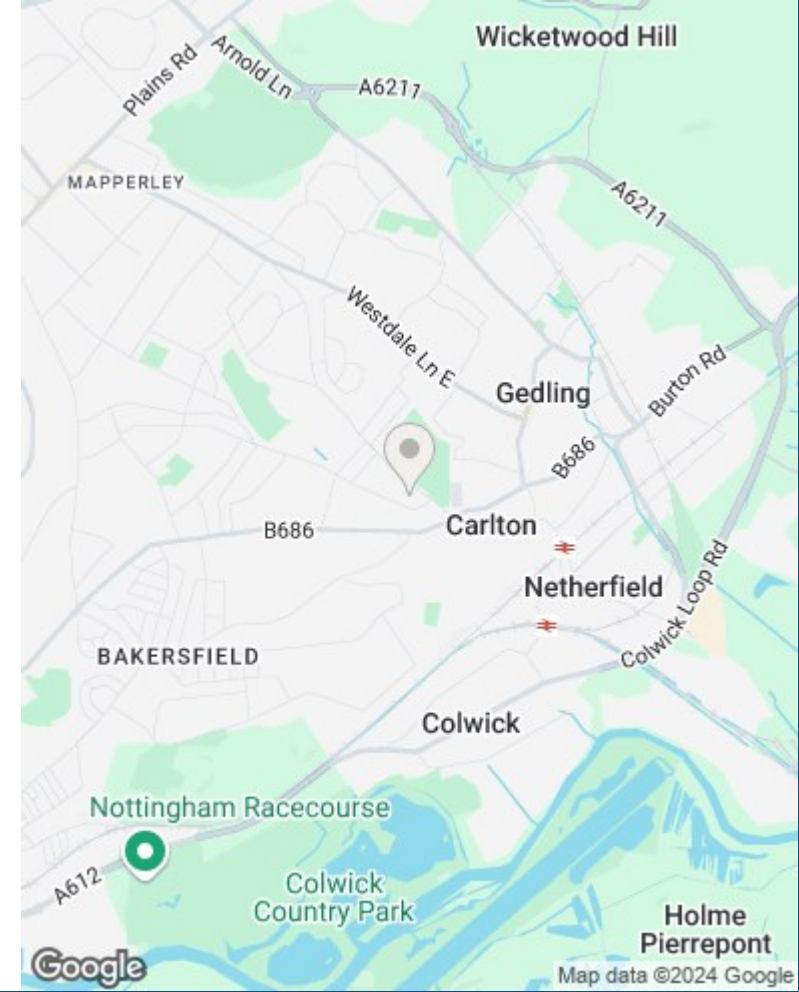 Wicketwood Hill
Plains Rd
Arnold Ln
A6211
MAPPERLEY
A6211
Westdale Ln E
Burton Rd
Gedling
B686
B686
Carlton
Netherfield
Colwick Loop Rd
BAKERSFIELD
Colwick
Nottingham Racecourse
A612
Colwick
Country Park
Holme
Pierrepont
Google
Map data ©2024 Google